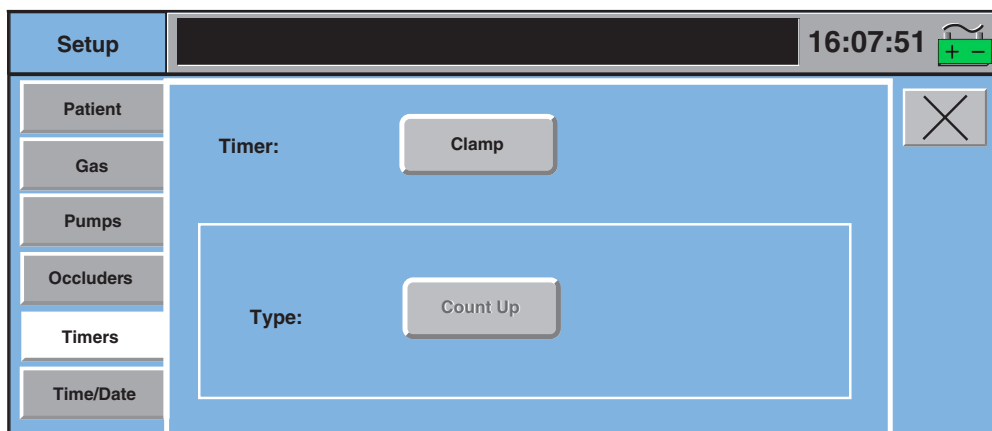 Setup
16:07:51
+ −
Patient
Gas
Pumps
Occluders
Timers
Time/Date
Timer:
Clamp
Type:
Count Up